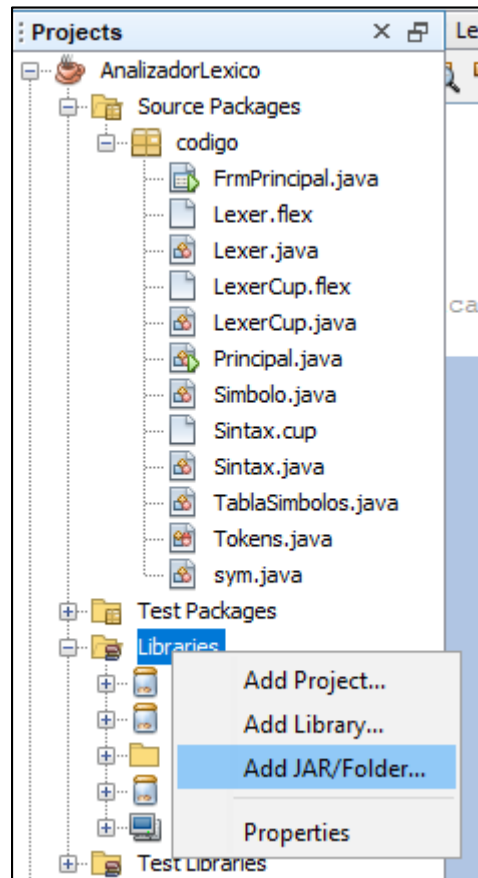 Projects
Le
AnalizadorLexico
Source Packages
codigo
FrmPrincipal.java
Lexer.flex
Lexer.java
LexerCup.flex
LexerCup.java
ca
Principal.java
Simbolo.java
Sintax.cup
Sintax.java
TablaSimbolos.java
Tokens.java
sym.java
Test Packages
Libraries
Add Project...
Add Library...
Add JAR/Folder...
Properties
Test Libraries